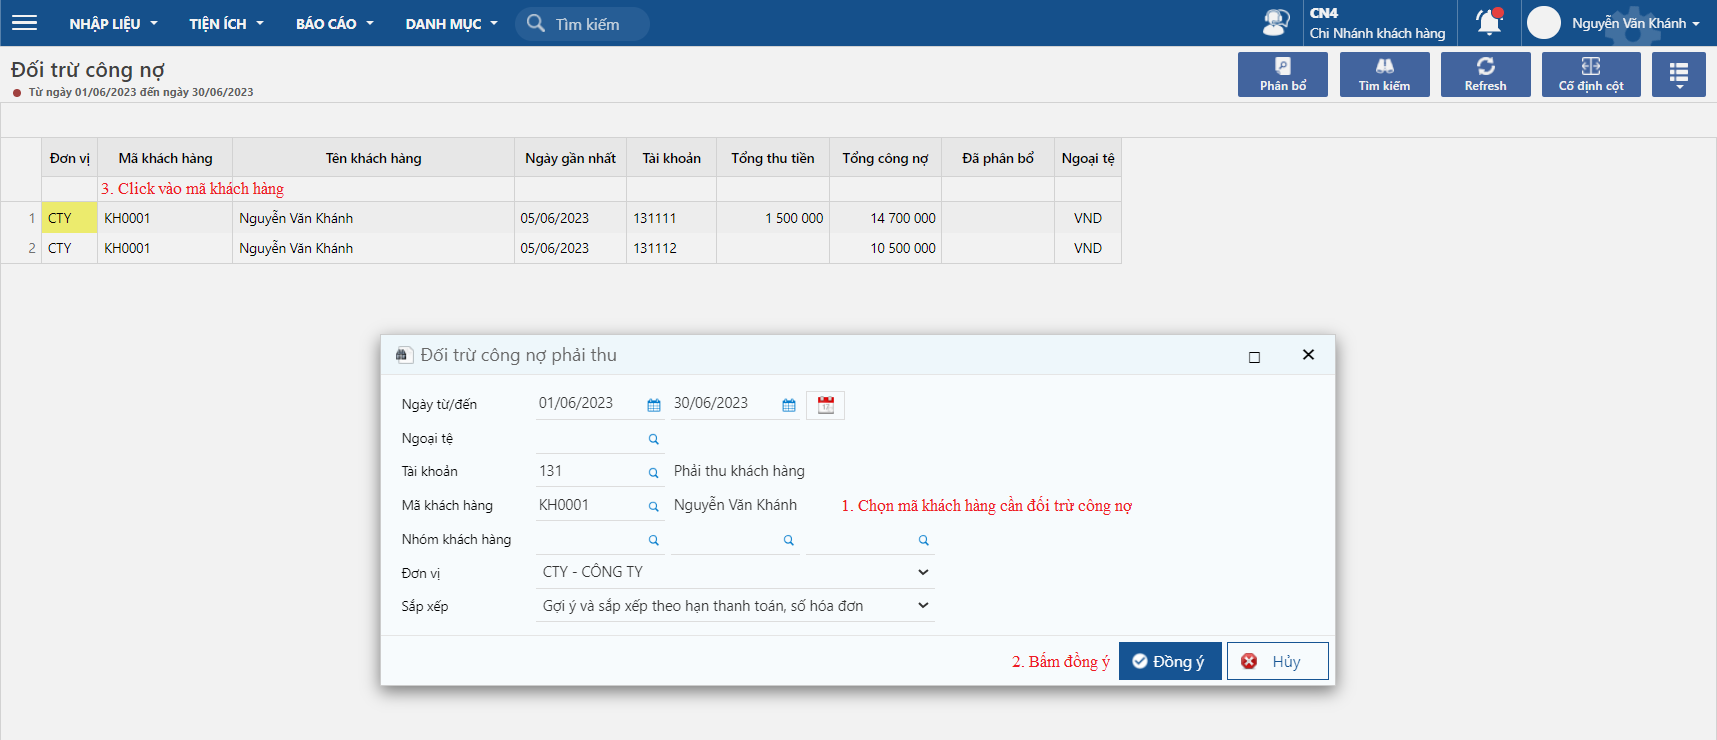 NHẬP LIỆU TIỆN ÍCH BÁO CÁO DANH MỤC Tìm kiếm CN4
Chi Nhánh khách hàng Nguyễn Văn Khánh
Đối trừ công nợ
Từ ngày 01/06/2023 đến ngày 30/06/2023
Phân bổ Tìm kiếm Refresh Cố định cột
Đơn vị Mã khách hàng Tên khách hàng Ngày gần nhất Tài khoản Tổng thu tiền Tổng công nợ Đã phân bổ Ngoại tệ
3. Click vào mã khách hàng
1 CTY KH0001 Nguyễn Văn Khánh 05/06/2023 131111 1 500 000 14 700 000 VND
2 CTY KH0001 Nguyễn Văn Khánh 05/06/2023 131112 10 500 000 VND
Đối trừ công nợ phải thu
Ngày từ/đến 01/06/2023 30/06/2023
Ngoại tệ
Tài khoản 131 Phải thu khách hàng
Mã khách hàng KH0001 Nguyễn Văn Khánh 1. Chọn mã khách hàng cần đối trừ công nợ
Nhóm khách hàng
Đơn vị CTY - CÔNG TY
Sắp xếp Gợi ý và sắp xếp theo hạn thanh toán, số hóa đơn
2. Bấm đồng ý Đồng ý Hủy